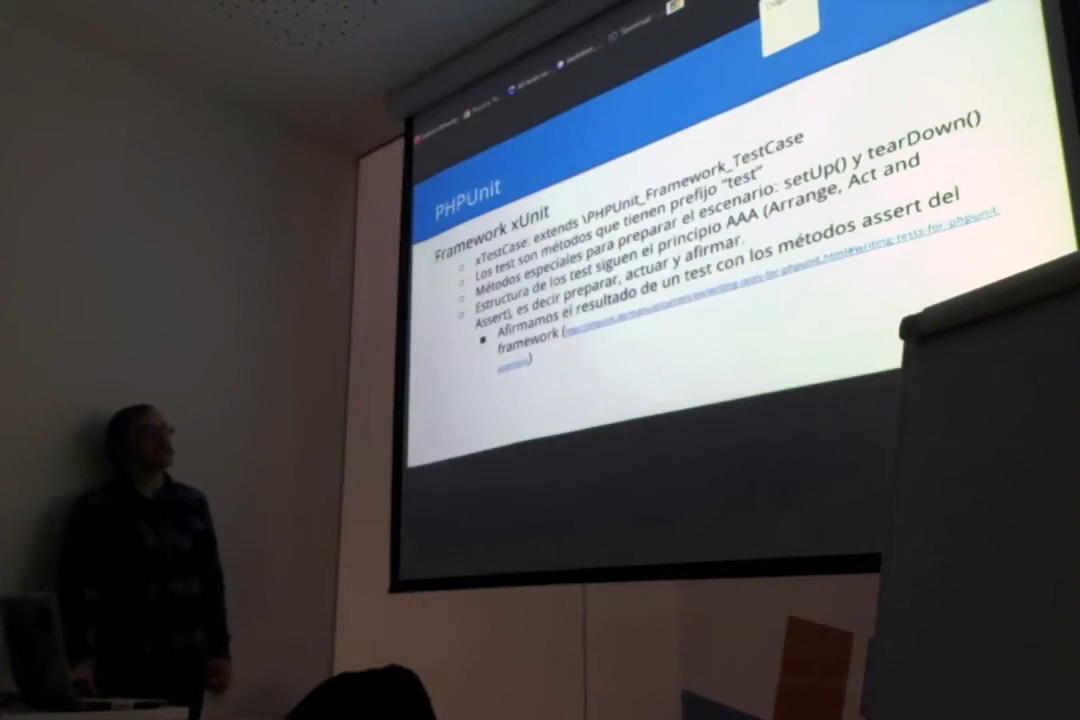 Terminal
PHPUnit
Framework xUnit
xTestCase: extends \PHPUnit_Framework_TestCase
Los test son métodos que tienen prefijo "test"
Métodos especiales para preparar el escenario: setUp() y tearDown()
Estructura de los test siguen el principio AAA (Arrange, Act and
Assert), es decir preparar, actuar y afirmar.
Afirmamos el resultado de un test con los métodos assert del
framework (
)